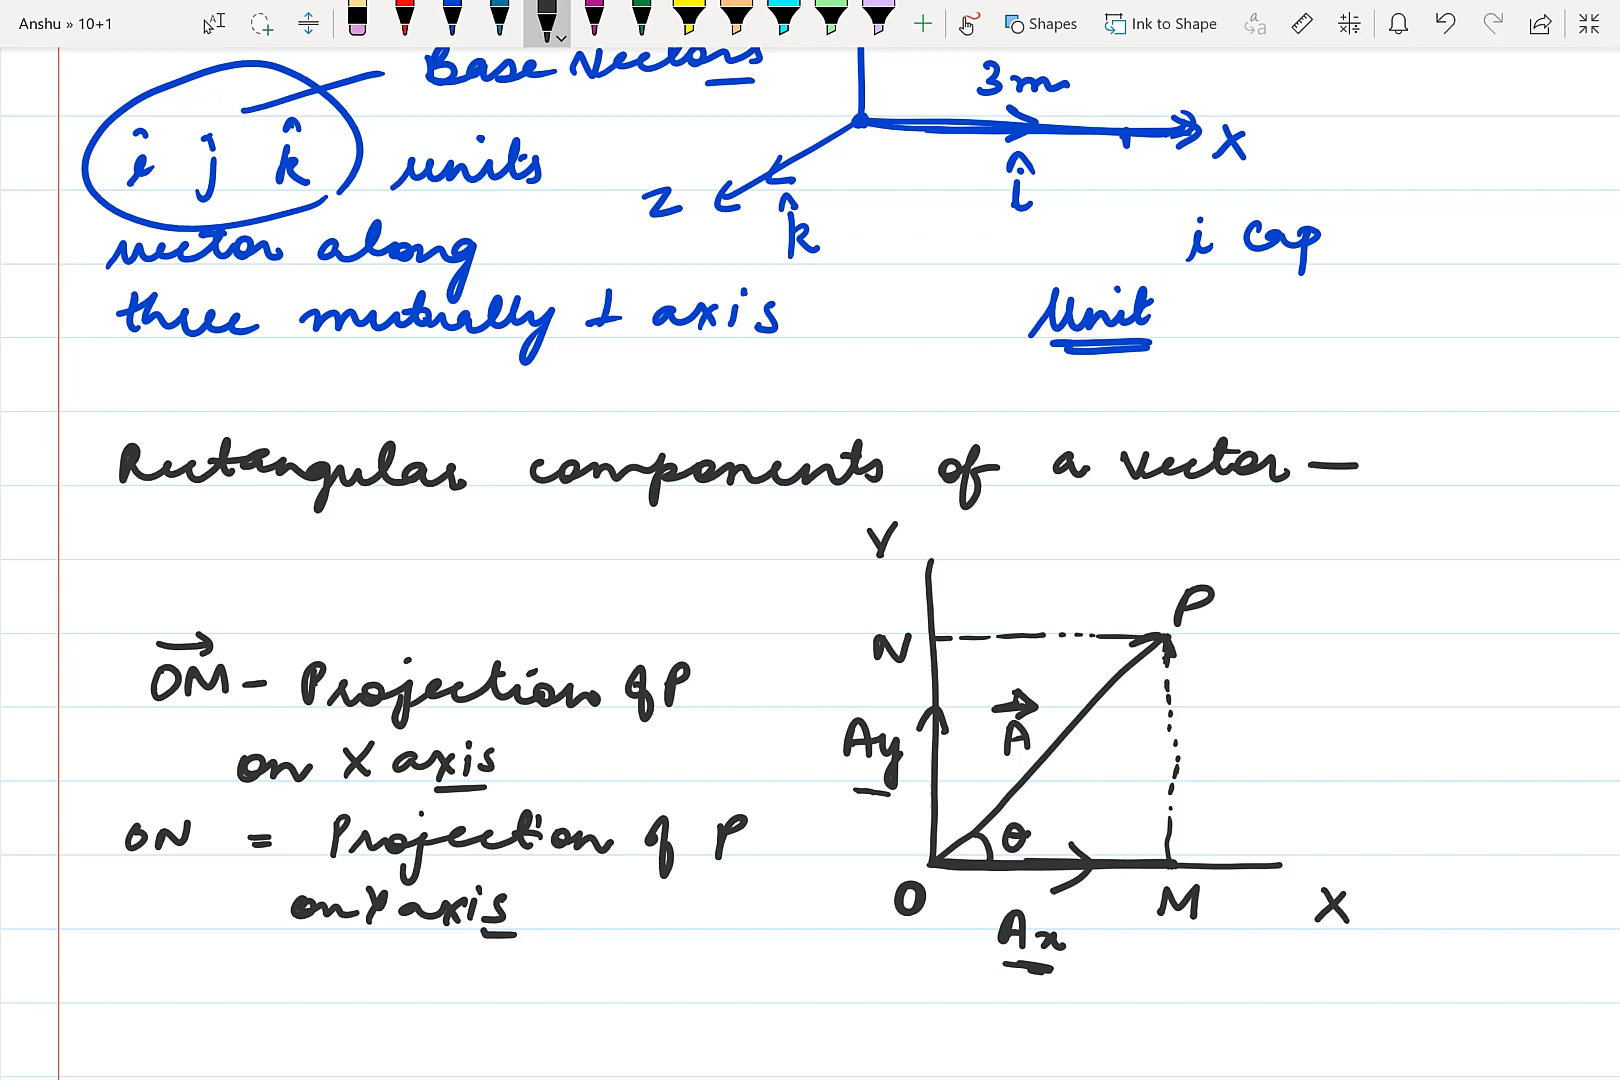 Anshu » 10+1
Shapes
Ink to Shape
Base Vectors
î ĵ k̂ units
vector along
three mutually ⊥ axis
3m
X
î
Z
k̂
i cap
Unit
Rectangular components of a vector —
Y
P
N
A⃗
Ay
θ
O
M
X
Ax
OM⃗ - Projection of P
on X axis
ON = Projection of P
on Y axis